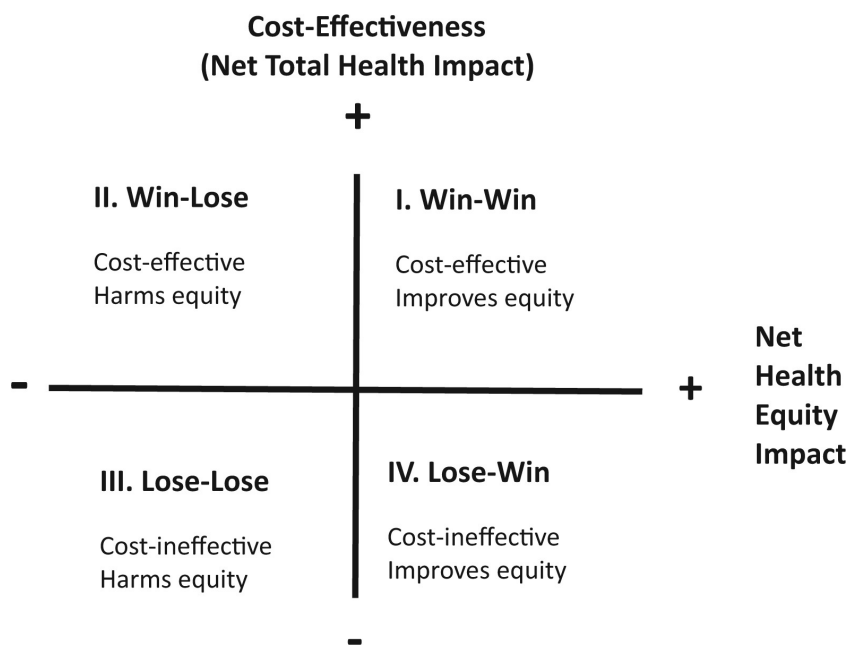 Cost-Effectiveness
(Net Total Health Impact)
+
II. Win-Lose
Cost-effective
Harms equity
I. Win-Win
Cost-effective
Improves equity
-
+
Net
Health
Equity
Impact
III. Lose-Lose
Cost-ineffective
Harms equity
IV. Lose-Win
Cost-ineffective
Improves equity
-